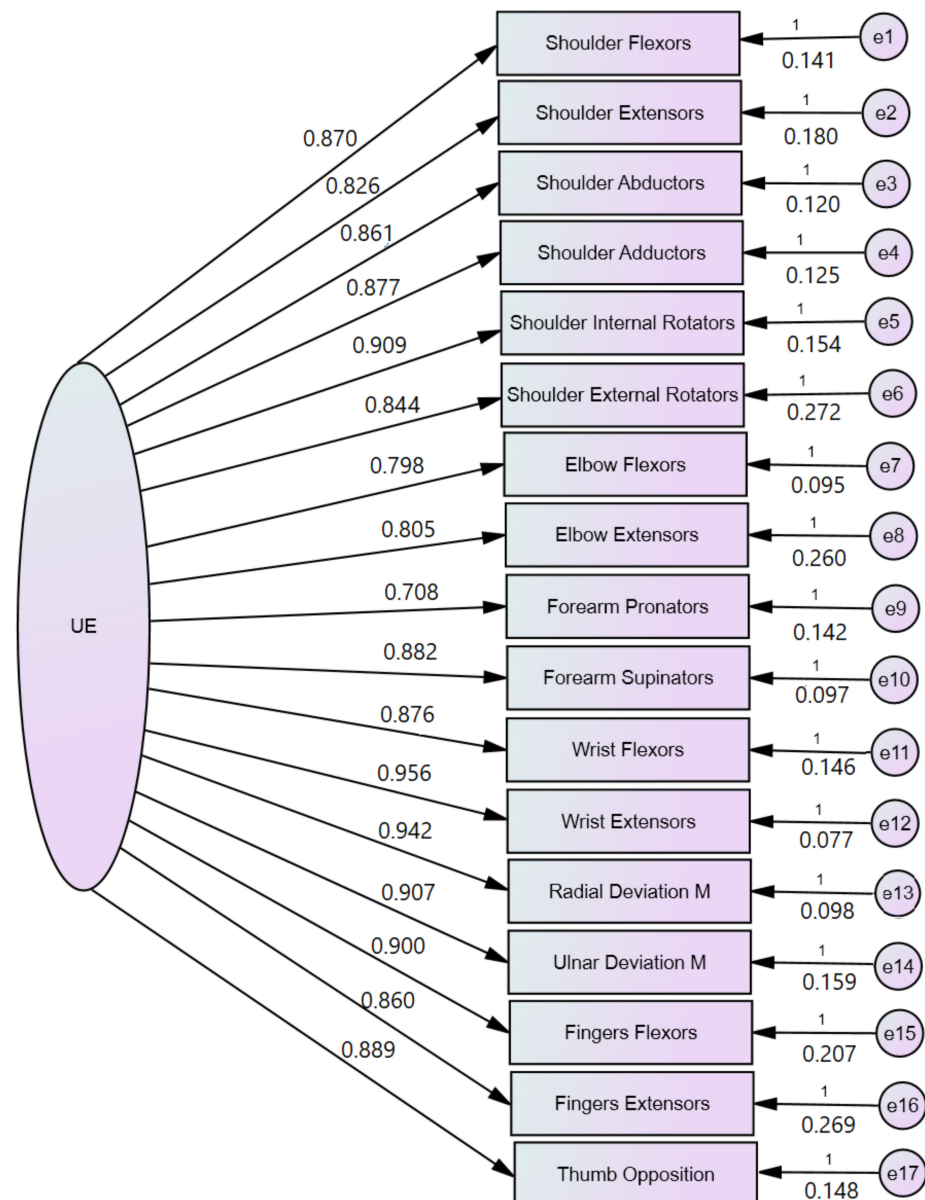 Shoulder Flexors
1
0.141
e1
0.870
Shoulder Extensors
1
0.180
e2
0.826
Shoulder Abductors
1
0.120
e3
0.861
Shoulder Adductors
1
0.125
e4
0.877
Shoulder Internal Rotators
1
0.154
e5
0.909
Shoulder External Rotators
1
0.272
e6
0.844
Elbow Flexors
1
0.095
e7
0.798
Elbow Extensors
1
0.260
e8
0.805
Forearm Pronators
1
0.142
e9
0.708
UE
Forearm Supinators
1
0.097
e10
0.882
Wrist Flexors
1
0.146
e11
0.876
Wrist Extensors
1
0.077
e12
0.956
Radial Deviation M
1
0.098
e13
0.942
Ulnar Deviation M
1
0.159
e14
0.907
Fingers Flexors
1
0.207
e15
0.900
Fingers Extensors
1
0.269
e16
0.860
Thumb Opposition
1
0.148
e17
0.889